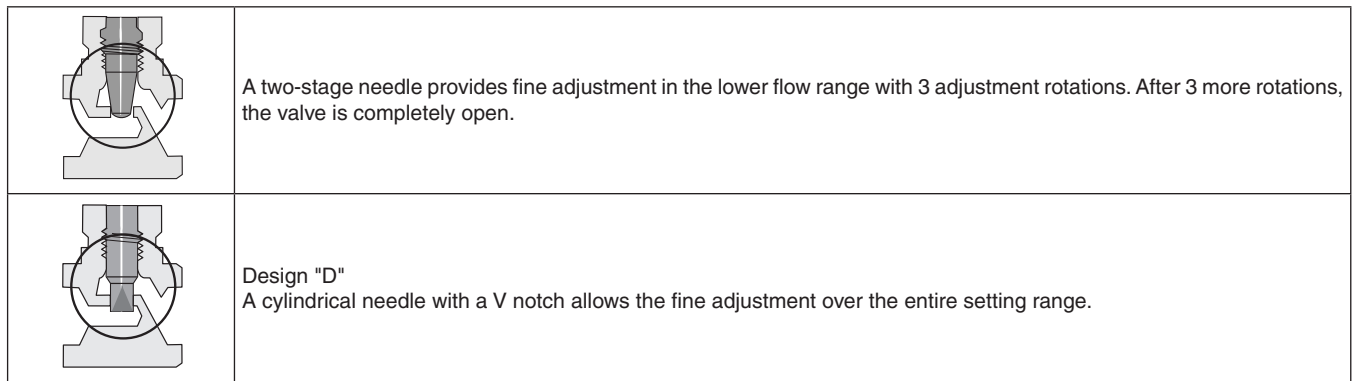 A two-stage needle provides fine adjustment in the lower flow range with 3 adjustment rotations. After 3 more rotations,
the valve is completely open.
Design "D"
A cylindrical needle with a V notch allows the fine adjustment over the entire setting range.